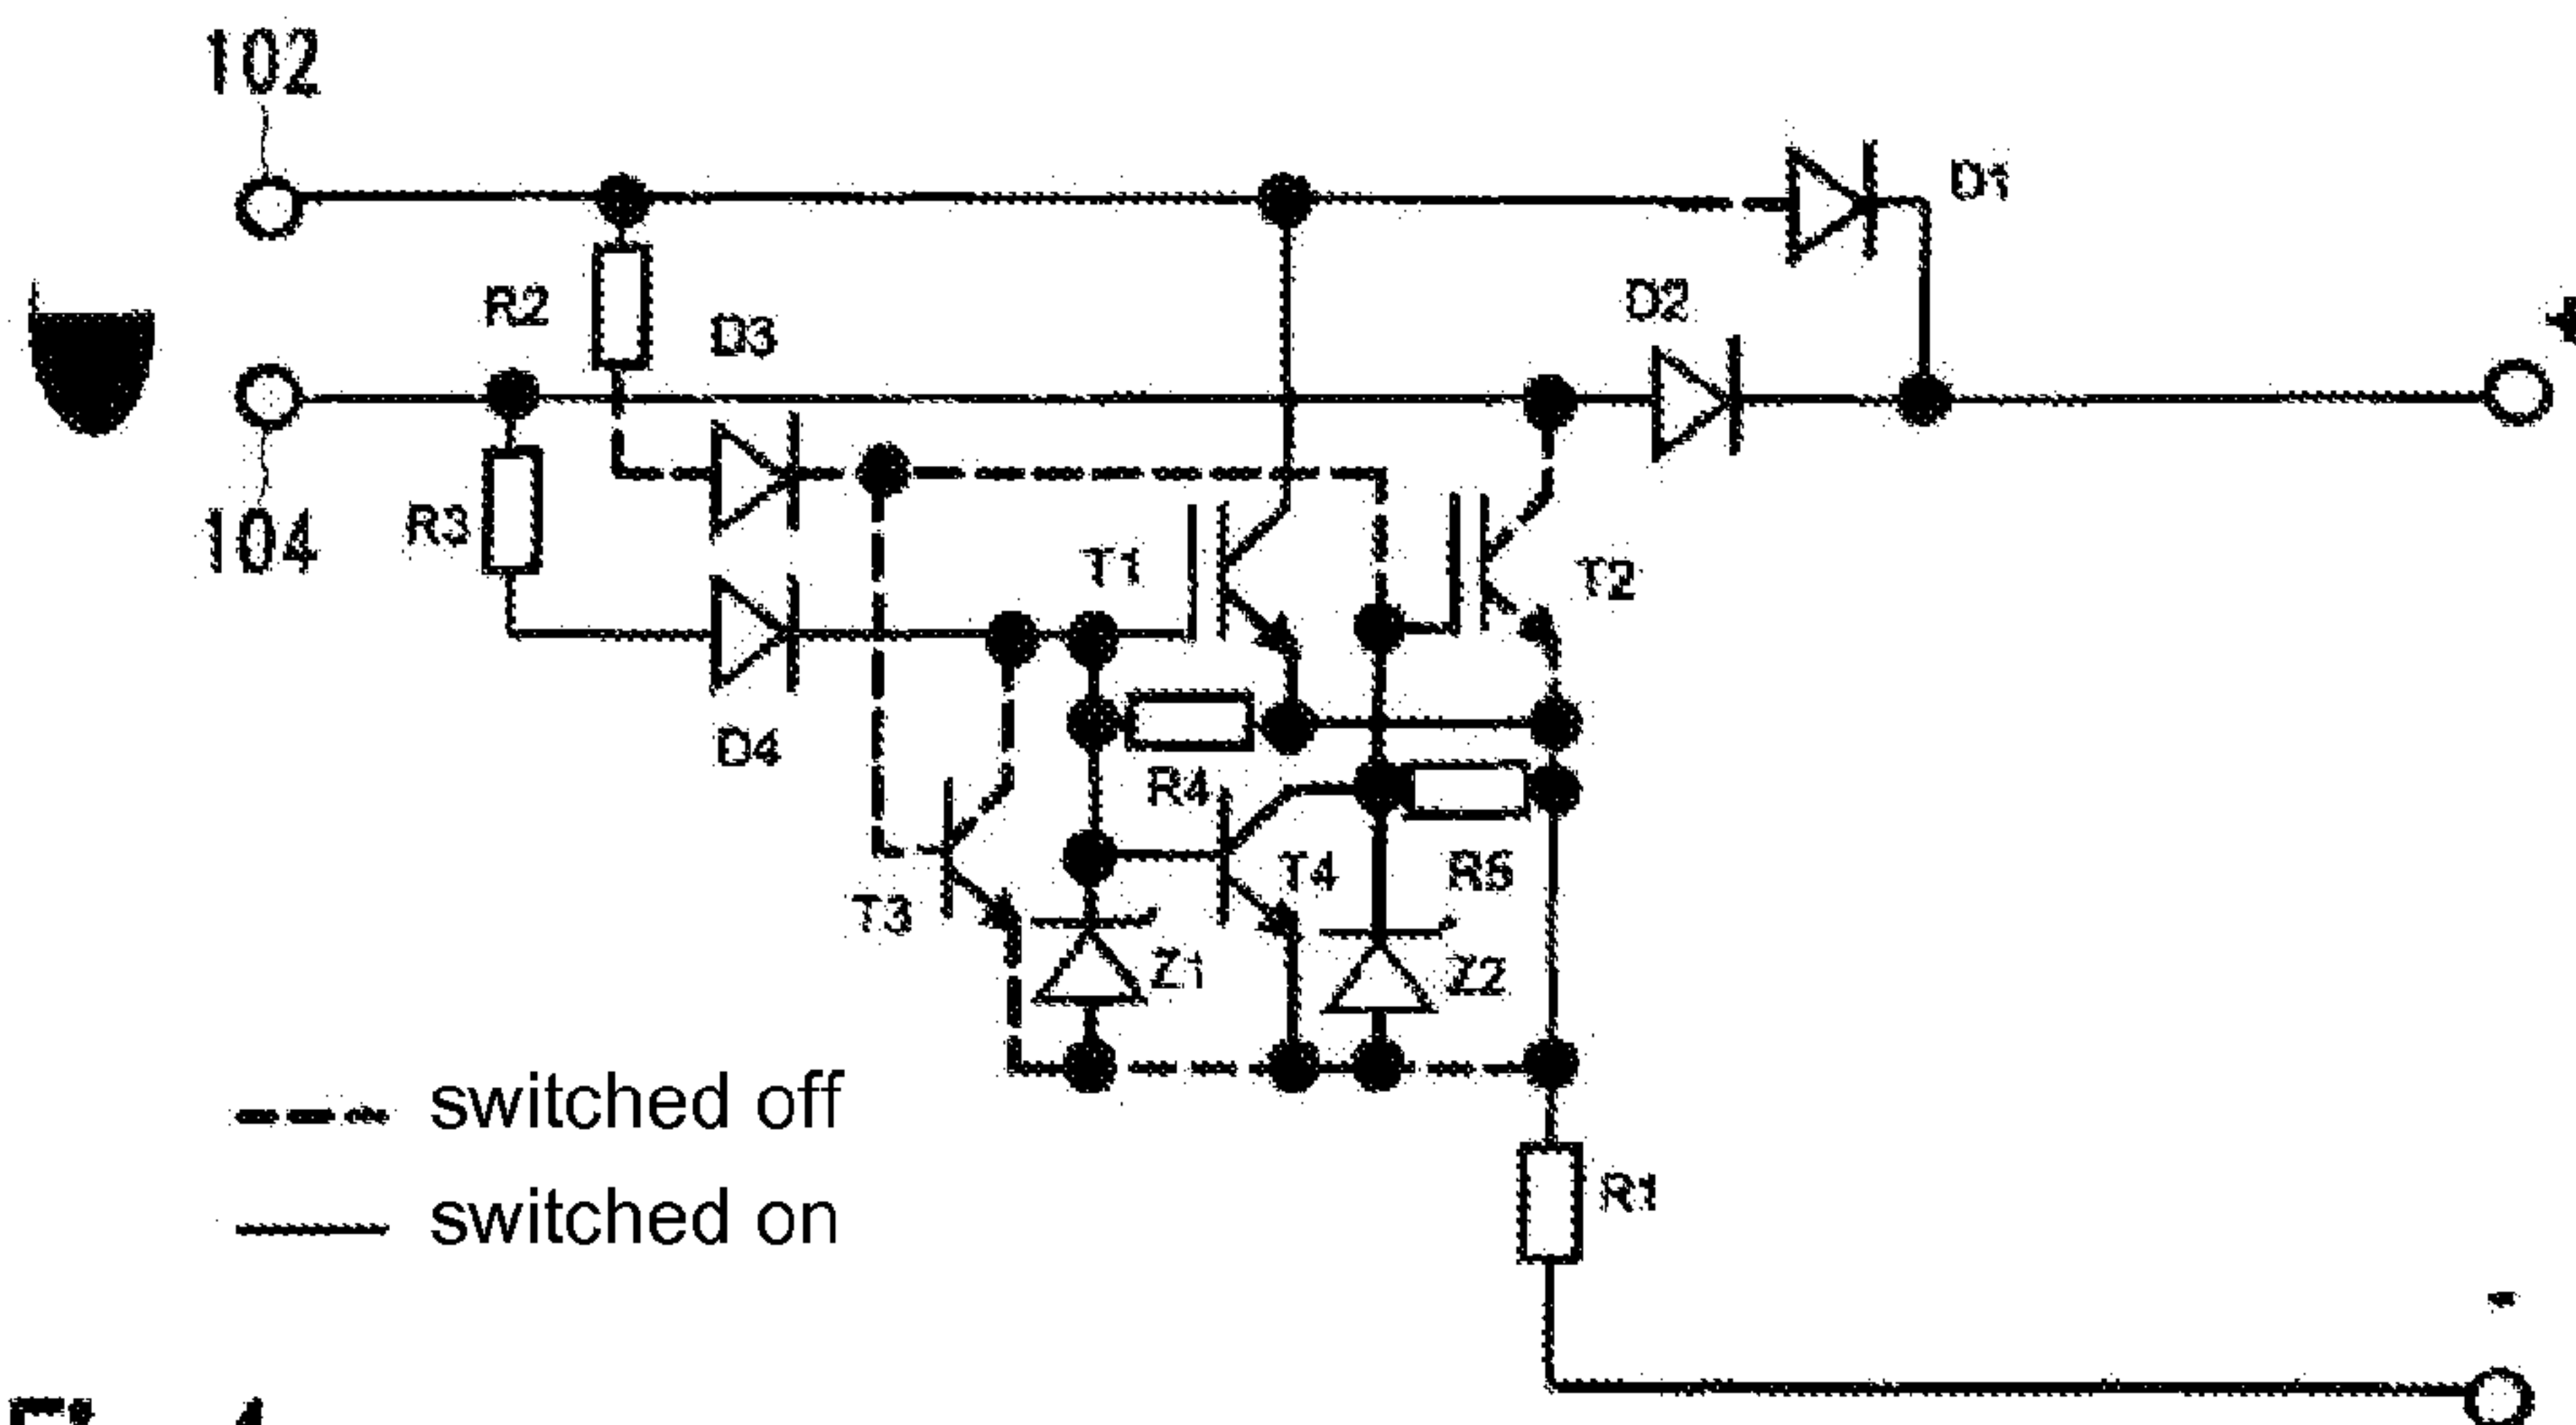 102
D1
D2
R2
D3
R3
104
T1
T2
D4
R4
T4
R5
T3
Z1
Z2
switched off
switched on
R1
+
-